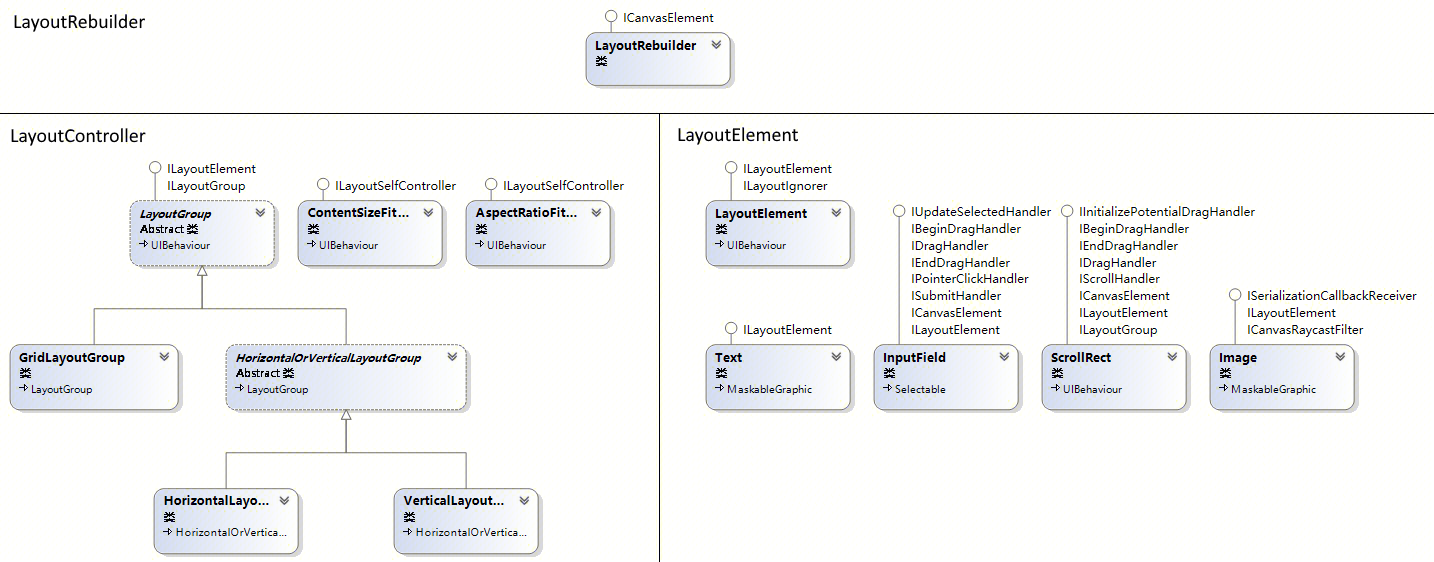 LayoutRebuilder
ICanvasElement
LayoutRebuilder
LayoutController
ILayoutElement
ILayoutGroup
LayoutGroup
Abstract
UIBehaviour
ILayoutSelfController
ContentSizeFit...
UIBehaviour
ILayoutSelfController
AspectRatioFit...
UIBehaviour
GridLayoutGroup
LayoutGroup
HorizontalOrVerticalLayoutGroup
Abstract
LayoutGroup
HorizontalLayo...
HorizontalOrVertica...
VerticalLayout...
HorizontalOrVertica...
LayoutElement
ILayoutElement
ILayoutIgnorer
LayoutElement
UIBehaviour
ILayoutElement
Text
MaskableGraphic
IUpdateSelectedHandler
IBeginDragHandler
IDragHandler
IEndDragHandler
IPointerClickHandler
ISubmitHandler
ICanvasElement
ILayoutElement
InputField
Selectable
IInitializePotentialDragHandler
IBeginDragHandler
IEndDragHandler
IDragHandler
IScrollHandler
ICanvasElement
ILayoutElement
ILayoutGroup
ScrollRect
UIBehaviour
ISerializationCallbackReceiver
ILayoutElement
ICanvasRaycastFilter
Image
MaskableGraphic